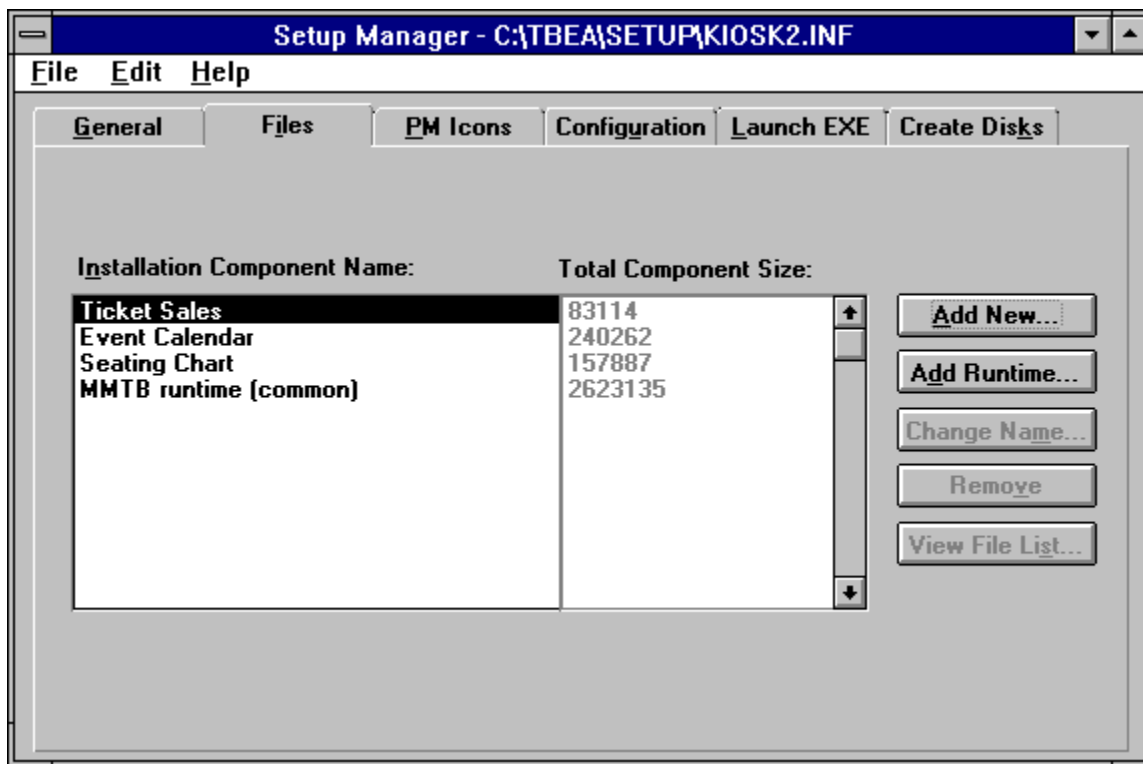 Setup Manager - C:\TBEA\SETUP\KIOSK2.INF
File Edit Help
General Files PM Icons Configuration Launch EXE Create Disks
Installation Component Name: Total Component Size:
Ticket Sales 83114
Event Calendar 240262
Seating Chart 157887
MMTB runtime (common) 2623135
Add New...
Add Runtime...
Change Name...
Remove
View File List...